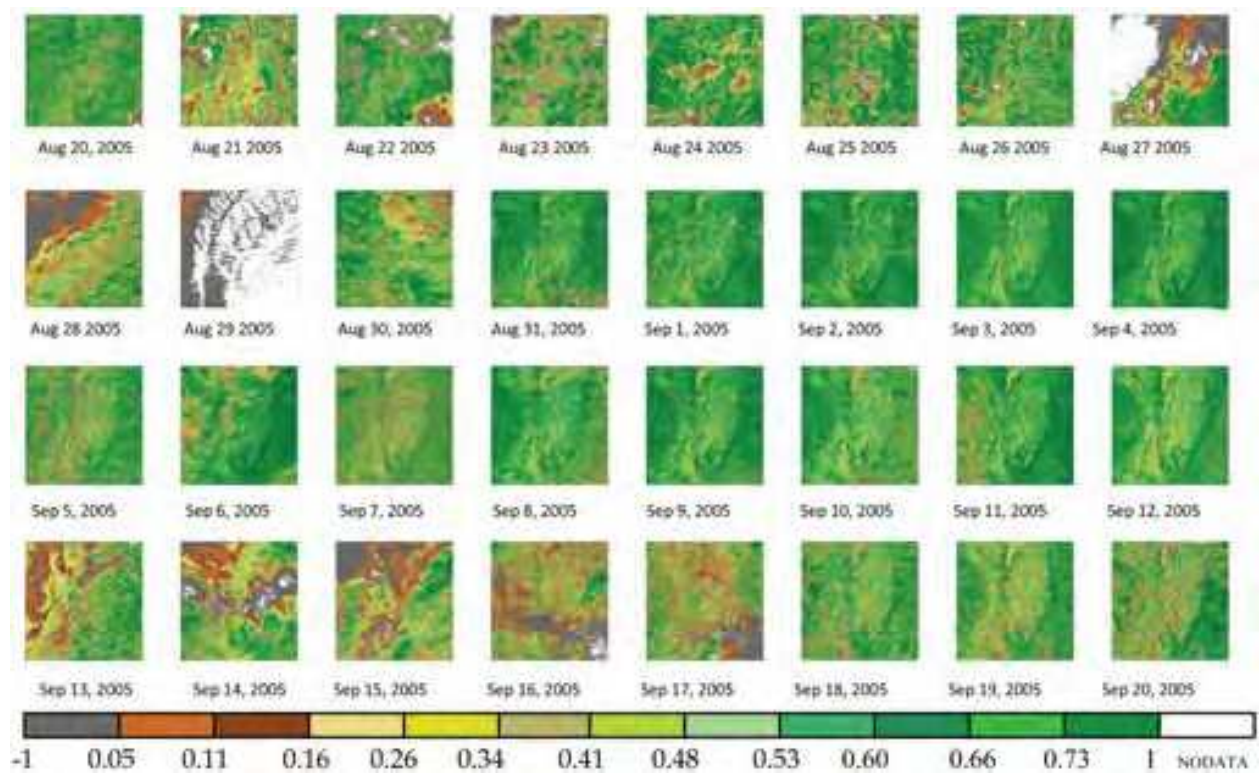 Aug 20, 2005 Aug 21 2005 Aug 22 2005 Aug 23 2005 Aug 24 2005 Aug 25 2005 Aug 26 2005 Aug 27 2005
Aug 28 2005 Aug 29 2005 Aug 30, 2005 Aug 31, 2005 Sep 1, 2005 Sep 2, 2005 Sep 3, 2005 Sep 4, 2005
Sep 5, 2005 Sep 6, 2005 Sep 7, 2005 Sep 8, 2005 Sep 9, 2005 Sep 10, 2005 Sep 11, 2005 Sep 12, 2005
Sep 13, 2005 Sep 14, 2005 Sep 15, 2005 Sep 16, 2005 Sep 17, 2005 Sep 18, 2005 Sep 19, 2005 Sep 20, 2005
-1 0.05 0.11 0.16 0.26 0.34 0.41 0.48 0.53 0.60 0.66 0.73 1 NODATA